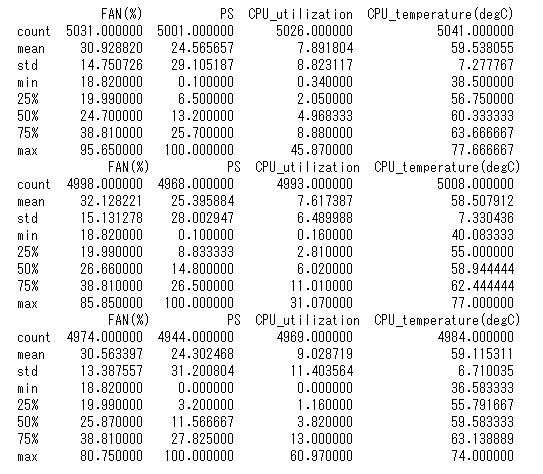 FAN(%) PS CPU_utilization CPU_temperature(degC)
count 5031.000000 5001.000000 5026.000000 5041.000000
mean 30.928820 24.565657 7.891804 59.538055
std 14.750726 29.105187 8.823117 7.277767
min 18.820000 0.100000 0.340000 38.500000
25% 19.990000 6.500000 2.050000 56.750000
50% 24.700000 13.200000 4.968333 60.333333
75% 38.810000 25.700000 8.880000 63.666667
max 95.650000 100.000000 45.870000 77.666667
FAN(%) PS CPU_utilization CPU_temperature(degC)
count 4998.000000 4968.000000 4993.000000 5008.000000
mean 32.128221 25.395884 7.617387 58.507912
std 15.131278 28.002947 6.489988 7.330436
min 18.820000 0.100000 0.160000 40.083333
25% 19.990000 8.833333 2.810000 55.000000
50% 26.660000 14.800000 6.020000 58.944444
75% 38.810000 26.500000 11.010000 62.444444
max 85.850000 100.000000 31.070000 77.000000
FAN(%) PS CPU_utilization CPU_temperature(degC)
count 4974.000000 4944.000000 4969.000000 4984.000000
mean 30.563397 24.302468 9.028719 59.115311
std 13.387557 31.200804 11.403564 6.710035
min 18.820000 0.000000 0.000000 36.583333
25% 19.990000 3.200000 1.160000 55.791667
50% 25.870000 11.566667 3.820000 59.583333
75% 38.810000 27.825000 13.000000 63.138889
max 80.750000 100.000000 60.970000 74.000000